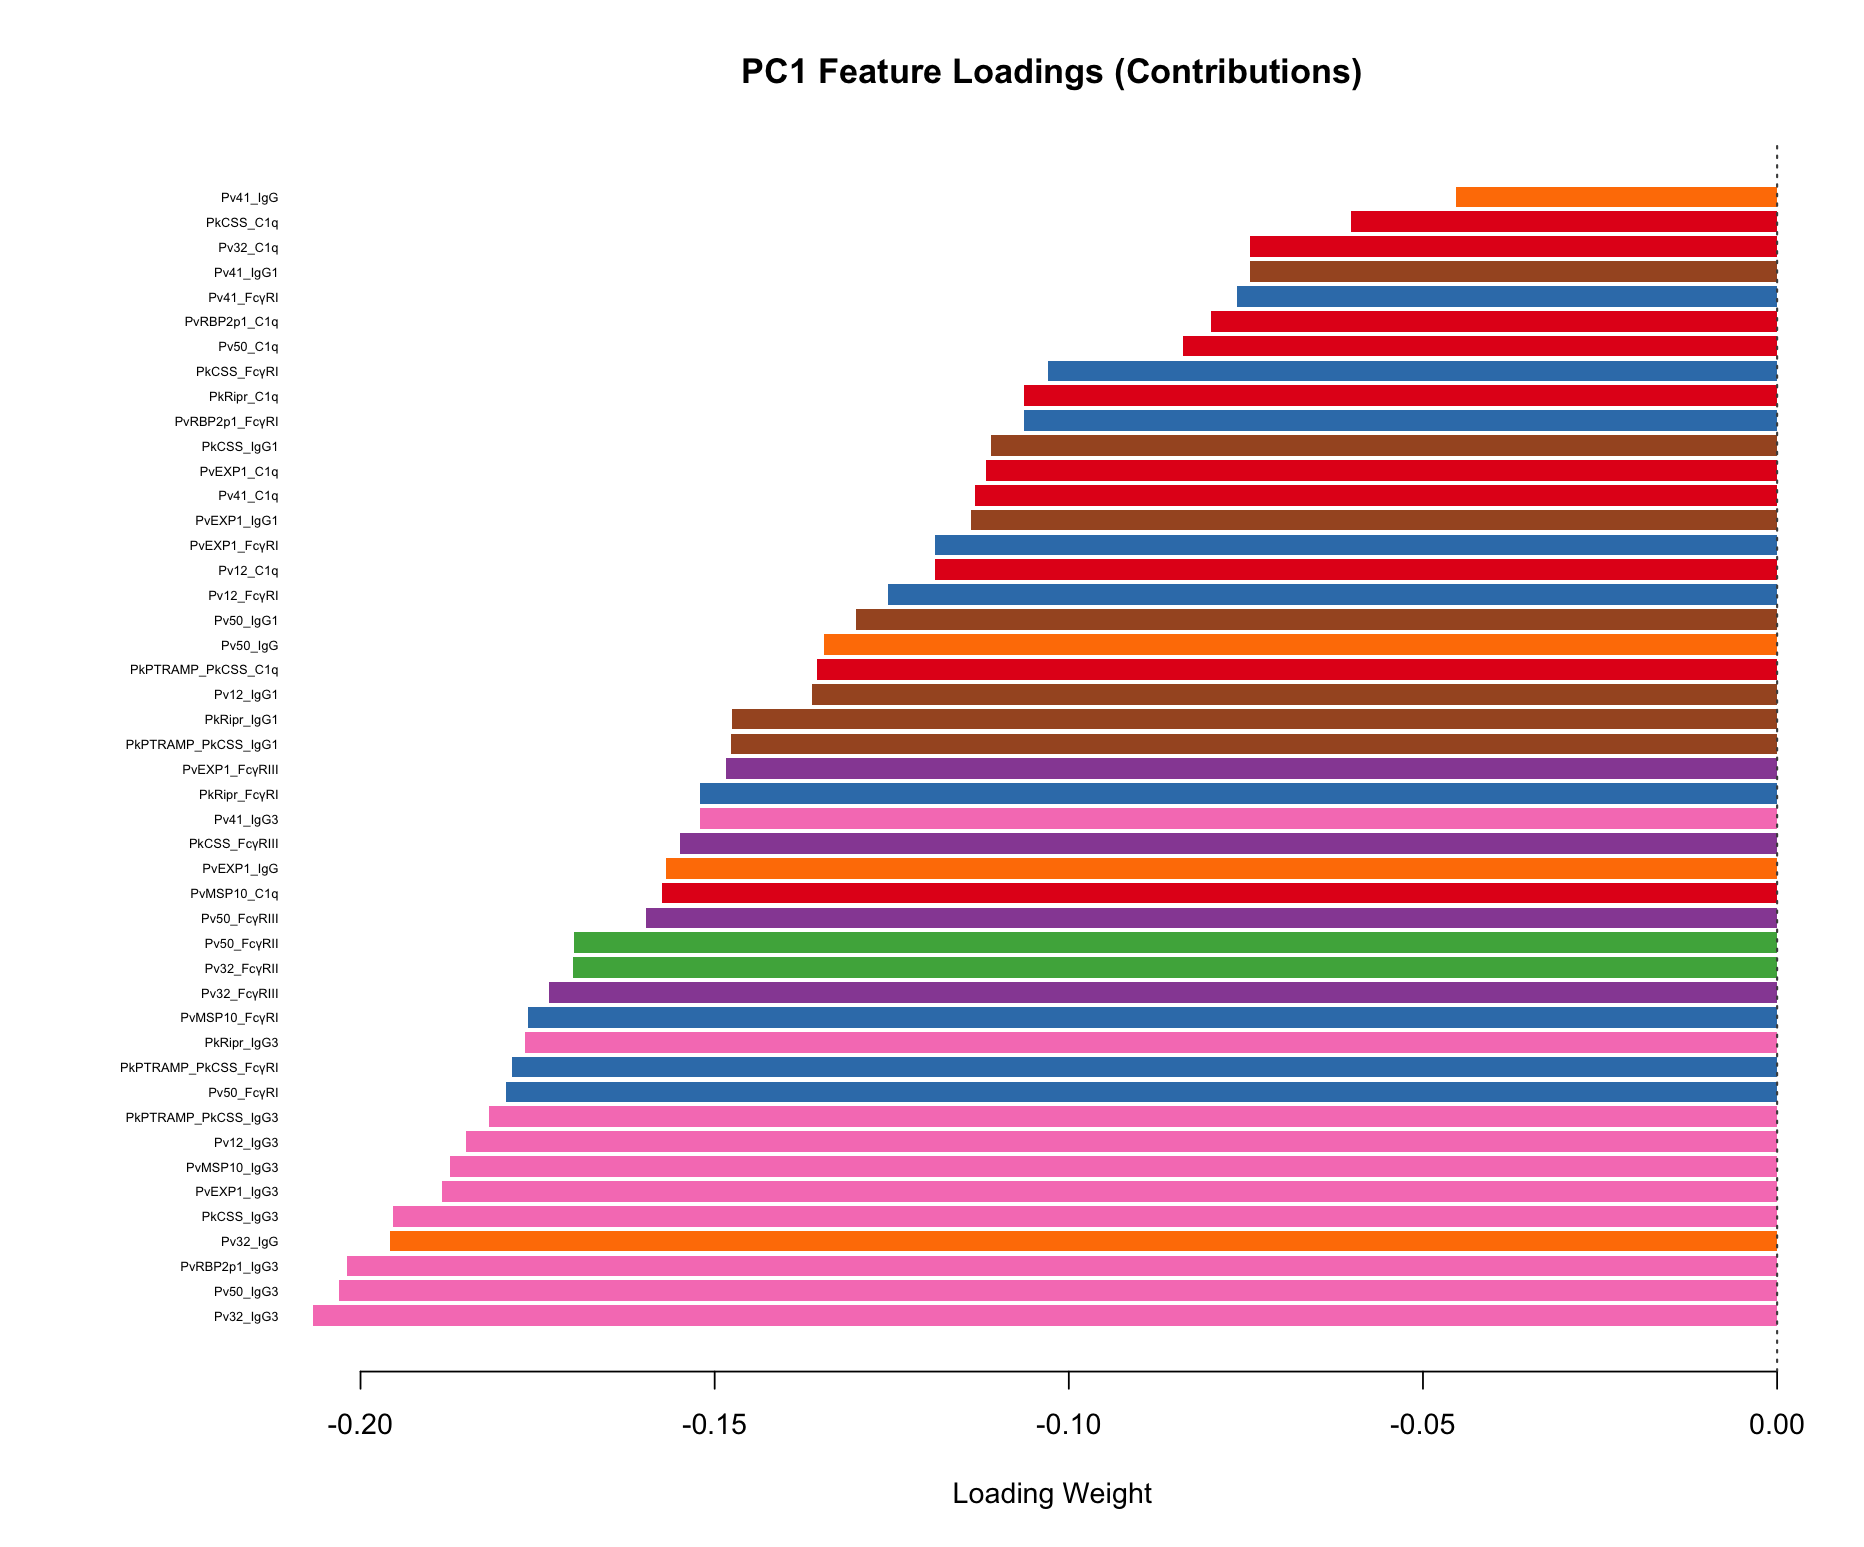 PC1 Feature Loadings (Contributions)
Pv41_IgG
PkCSS_C1q
Pv32_C1q
Pv41_IgG1
Pv41_FcγRI
PvRBP2p1_C1q
Pv50_C1q
PkCSS_FcγRI
PkRipr_C1q
PvRBP2p1_FcγRI
PkCSS_IgG1
PvEXP1_C1q
Pv41_C1q
PvEXP1_IgG1
PvEXP1_FcγRI
Pv12_C1q
Pv12_FcγRI
Pv50_IgG1
Pv50_IgG
PkPTRAMP_PkCSS_C1q
Pv12_IgG1
PkRipr_IgG1
PkPTRAMP_PkCSS_IgG1
PvEXP1_FcγRIII
PkRipr_FcγRI
Pv41_IgG3
PkCSS_FcγRIII
PvEXP1_IgG
PvMSP10_C1q
Pv50_FcγRIII
Pv50_FcγRII
Pv32_FcγRII
Pv32_FcγRIII
PvMSP10_FcγRI
PkRipr_IgG3
PkPTRAMP_PkCSS_FcγRI
Pv50_FcγRI
PkPTRAMP_PkCSS_IgG3
Pv12_IgG3
PvMSP10_IgG3
PvEXP1_IgG3
PkCSS_IgG3
Pv32_IgG
PvRBP2p1_IgG3
Pv50_IgG3
Pv32_IgG3
-0.20 -0.15 -0.10 -0.05 0.00
Loading Weight